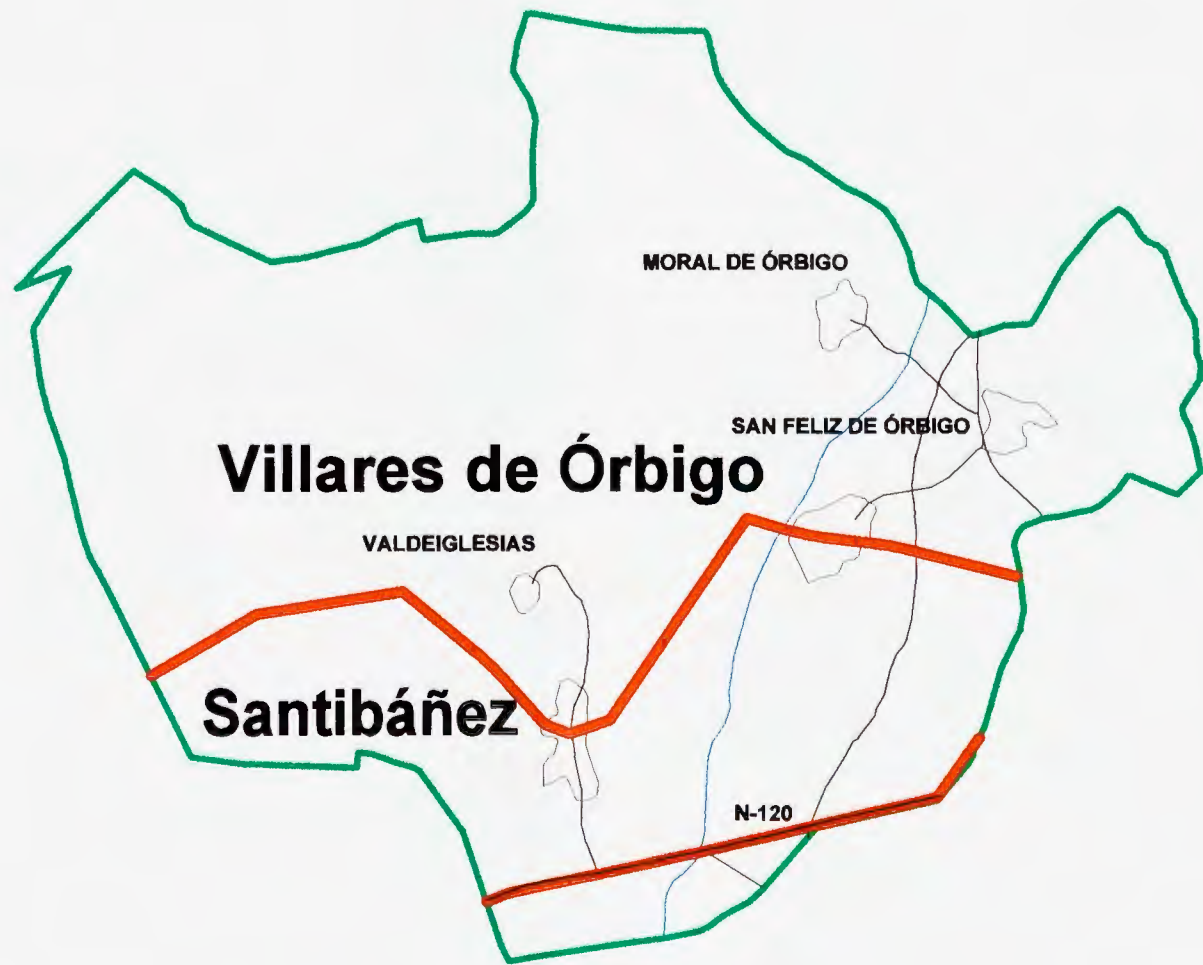 MORAL DE ÓRBIGO
SAN FELIZ DE ÓRBIGO
Villares de Órbigo
VALDEIGLESIAS
Santibáñez
N-120